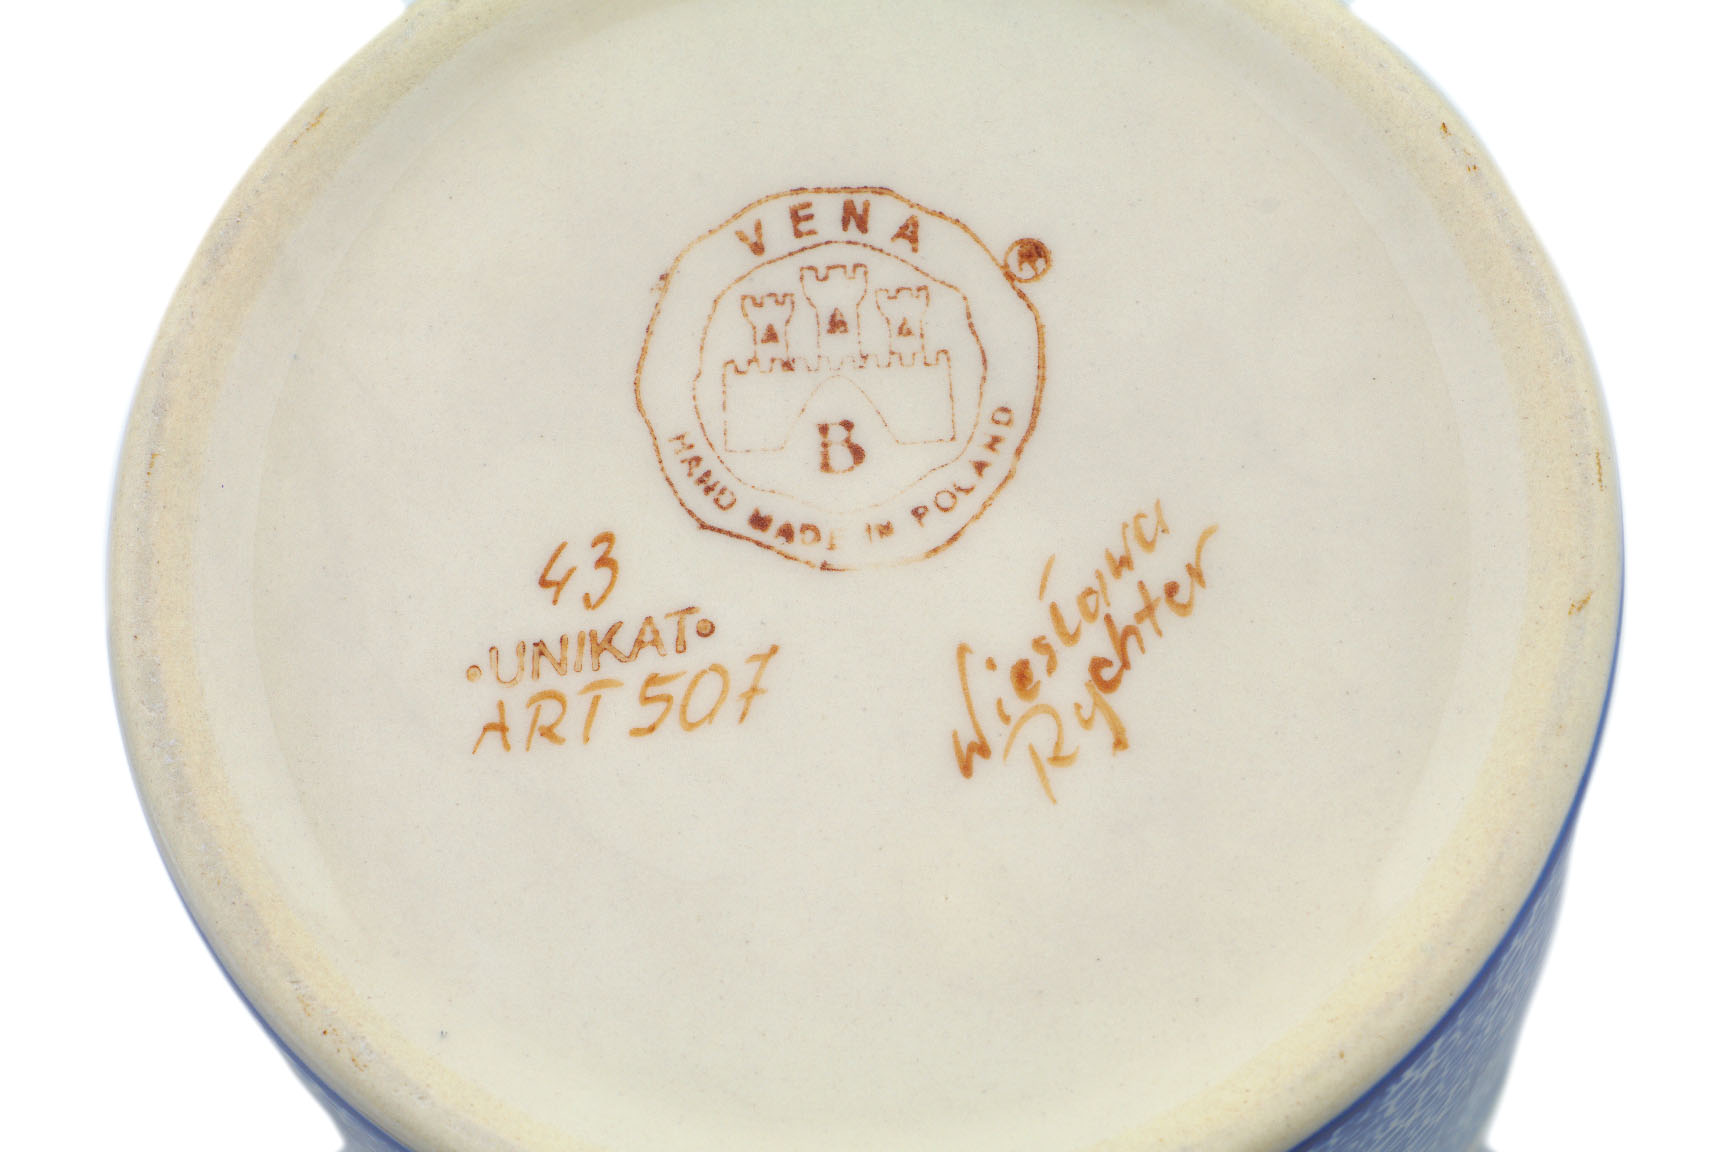 VENA
®
B
HAND MADE IN POLAND
43
•UNIKAT•
ART 507
Wiesława
Rychter